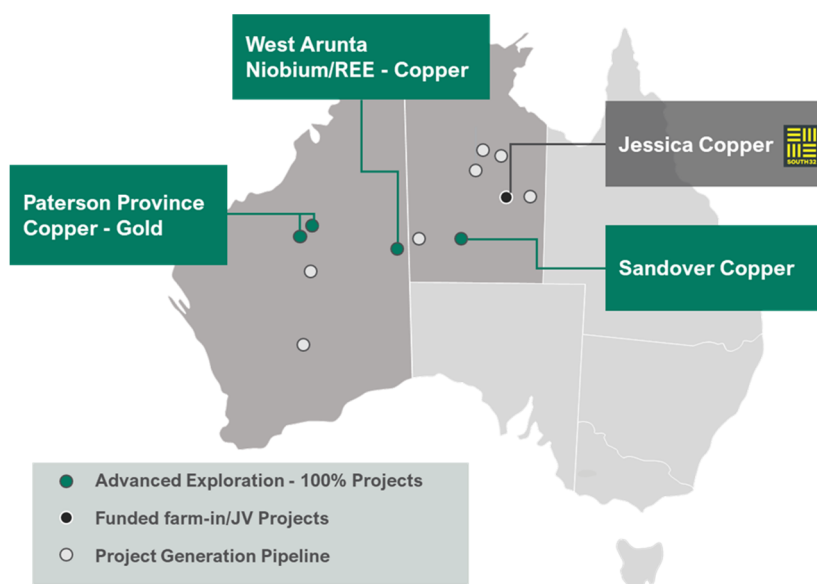 West Arunta
Niobium/REE - Copper
Jessica Copper
SOUTH32
Paterson Province
Copper - Gold
Sandover Copper
Advanced Exploration - 100% Projects
Funded farm-in/JV Projects
Project Generation Pipeline